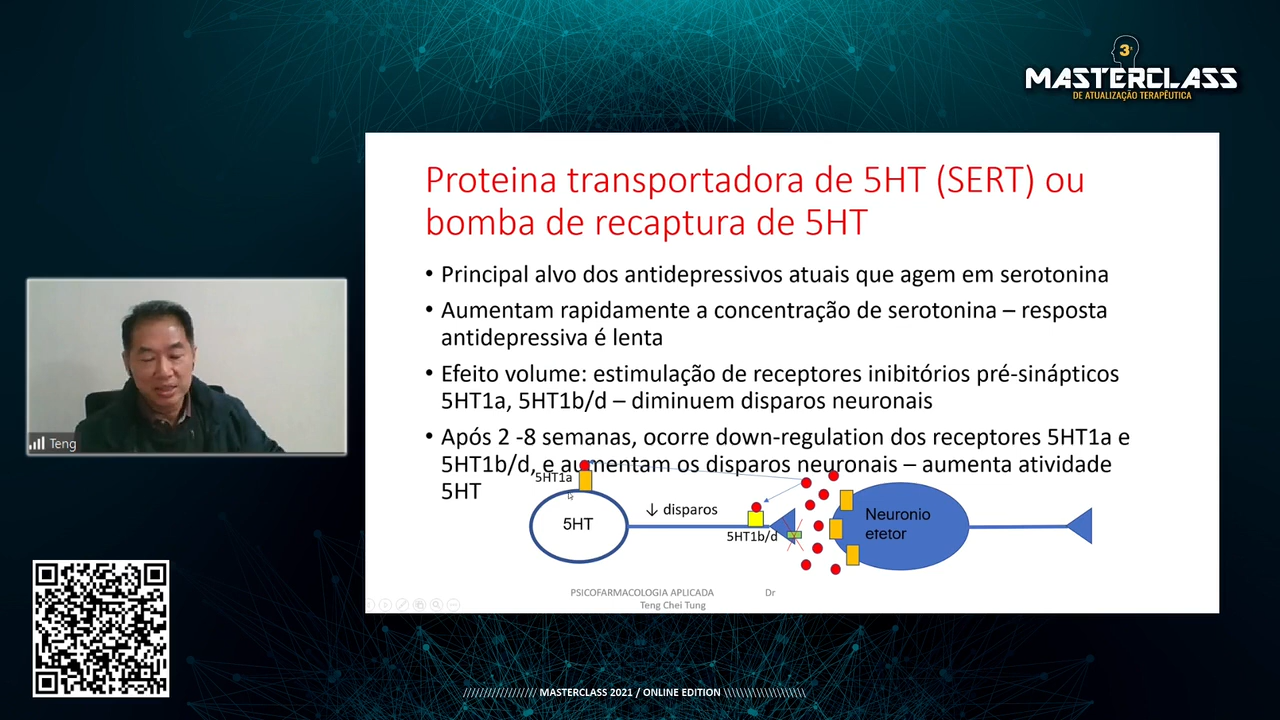 3ª
MASTERCLASS
DE ATUALIZAÇÃO TERAPÊUTICA
Proteina transportadora de 5HT (SERT) ou
bomba de recaptura de 5HT
• Principal alvo dos antidepressivos atuais que agem em serotonina
• Aumentam rapidamente a concentração de serotonina – resposta
antidepressiva é lenta
• Efeito volume: estimulação de receptores inibitórios pré-sinápticos
5HT1a, 5HT1b/d – diminuem disparos neuronais
• Após 2 -8 semanas, ocorre down-regulation dos receptores 5HT1a e
5HT1b/d, e aumentam os disparos neuronais – aumenta atividade
5HT
5HT1a
5HT
↓ disparos
5HT1b/d
Neuronio
efetor
PSICOFARMACOLOGIA APLICADA Dr
Teng Chei Tung
Teng
////////////////// MASTERCLASS 2021 / ONLINE EDITION \\\\\\\\\\\\\\\\\\\\